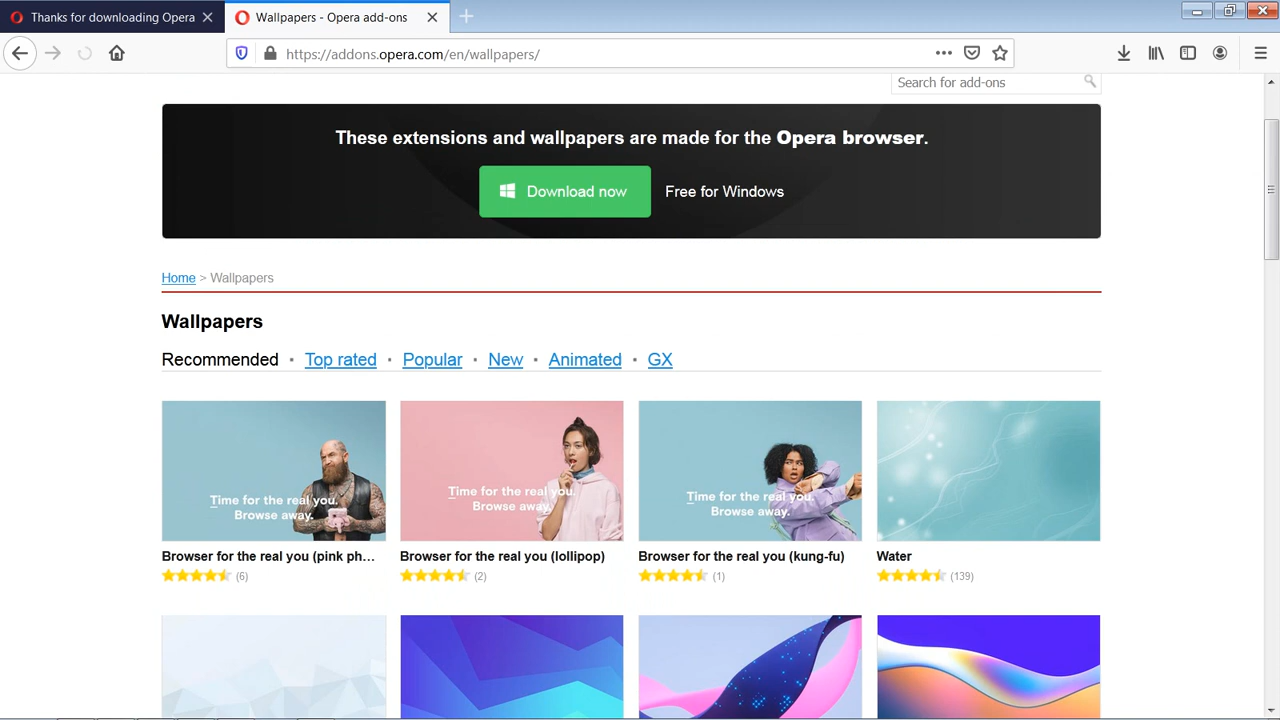 Thanks for downloading Opera
Wallpapers - Opera add-ons
https://addons.opera.com/en/wallpapers/
Search for add-ons
These extensions and wallpapers are made for the Opera browser.
Download now
Free for Windows
Home > Wallpapers
Wallpapers
Recommended • Top rated • Popular • New • Animated • GX
Time for the real you.
Browse away.
Time for the real you.
Browse away.
Time for the real you.
Browse away.
Browser for the real you (pink ph...
Browser for the real you (lollipop)
Browser for the real you (kung-fu)
Water
(6)
(2)
(1)
(139)